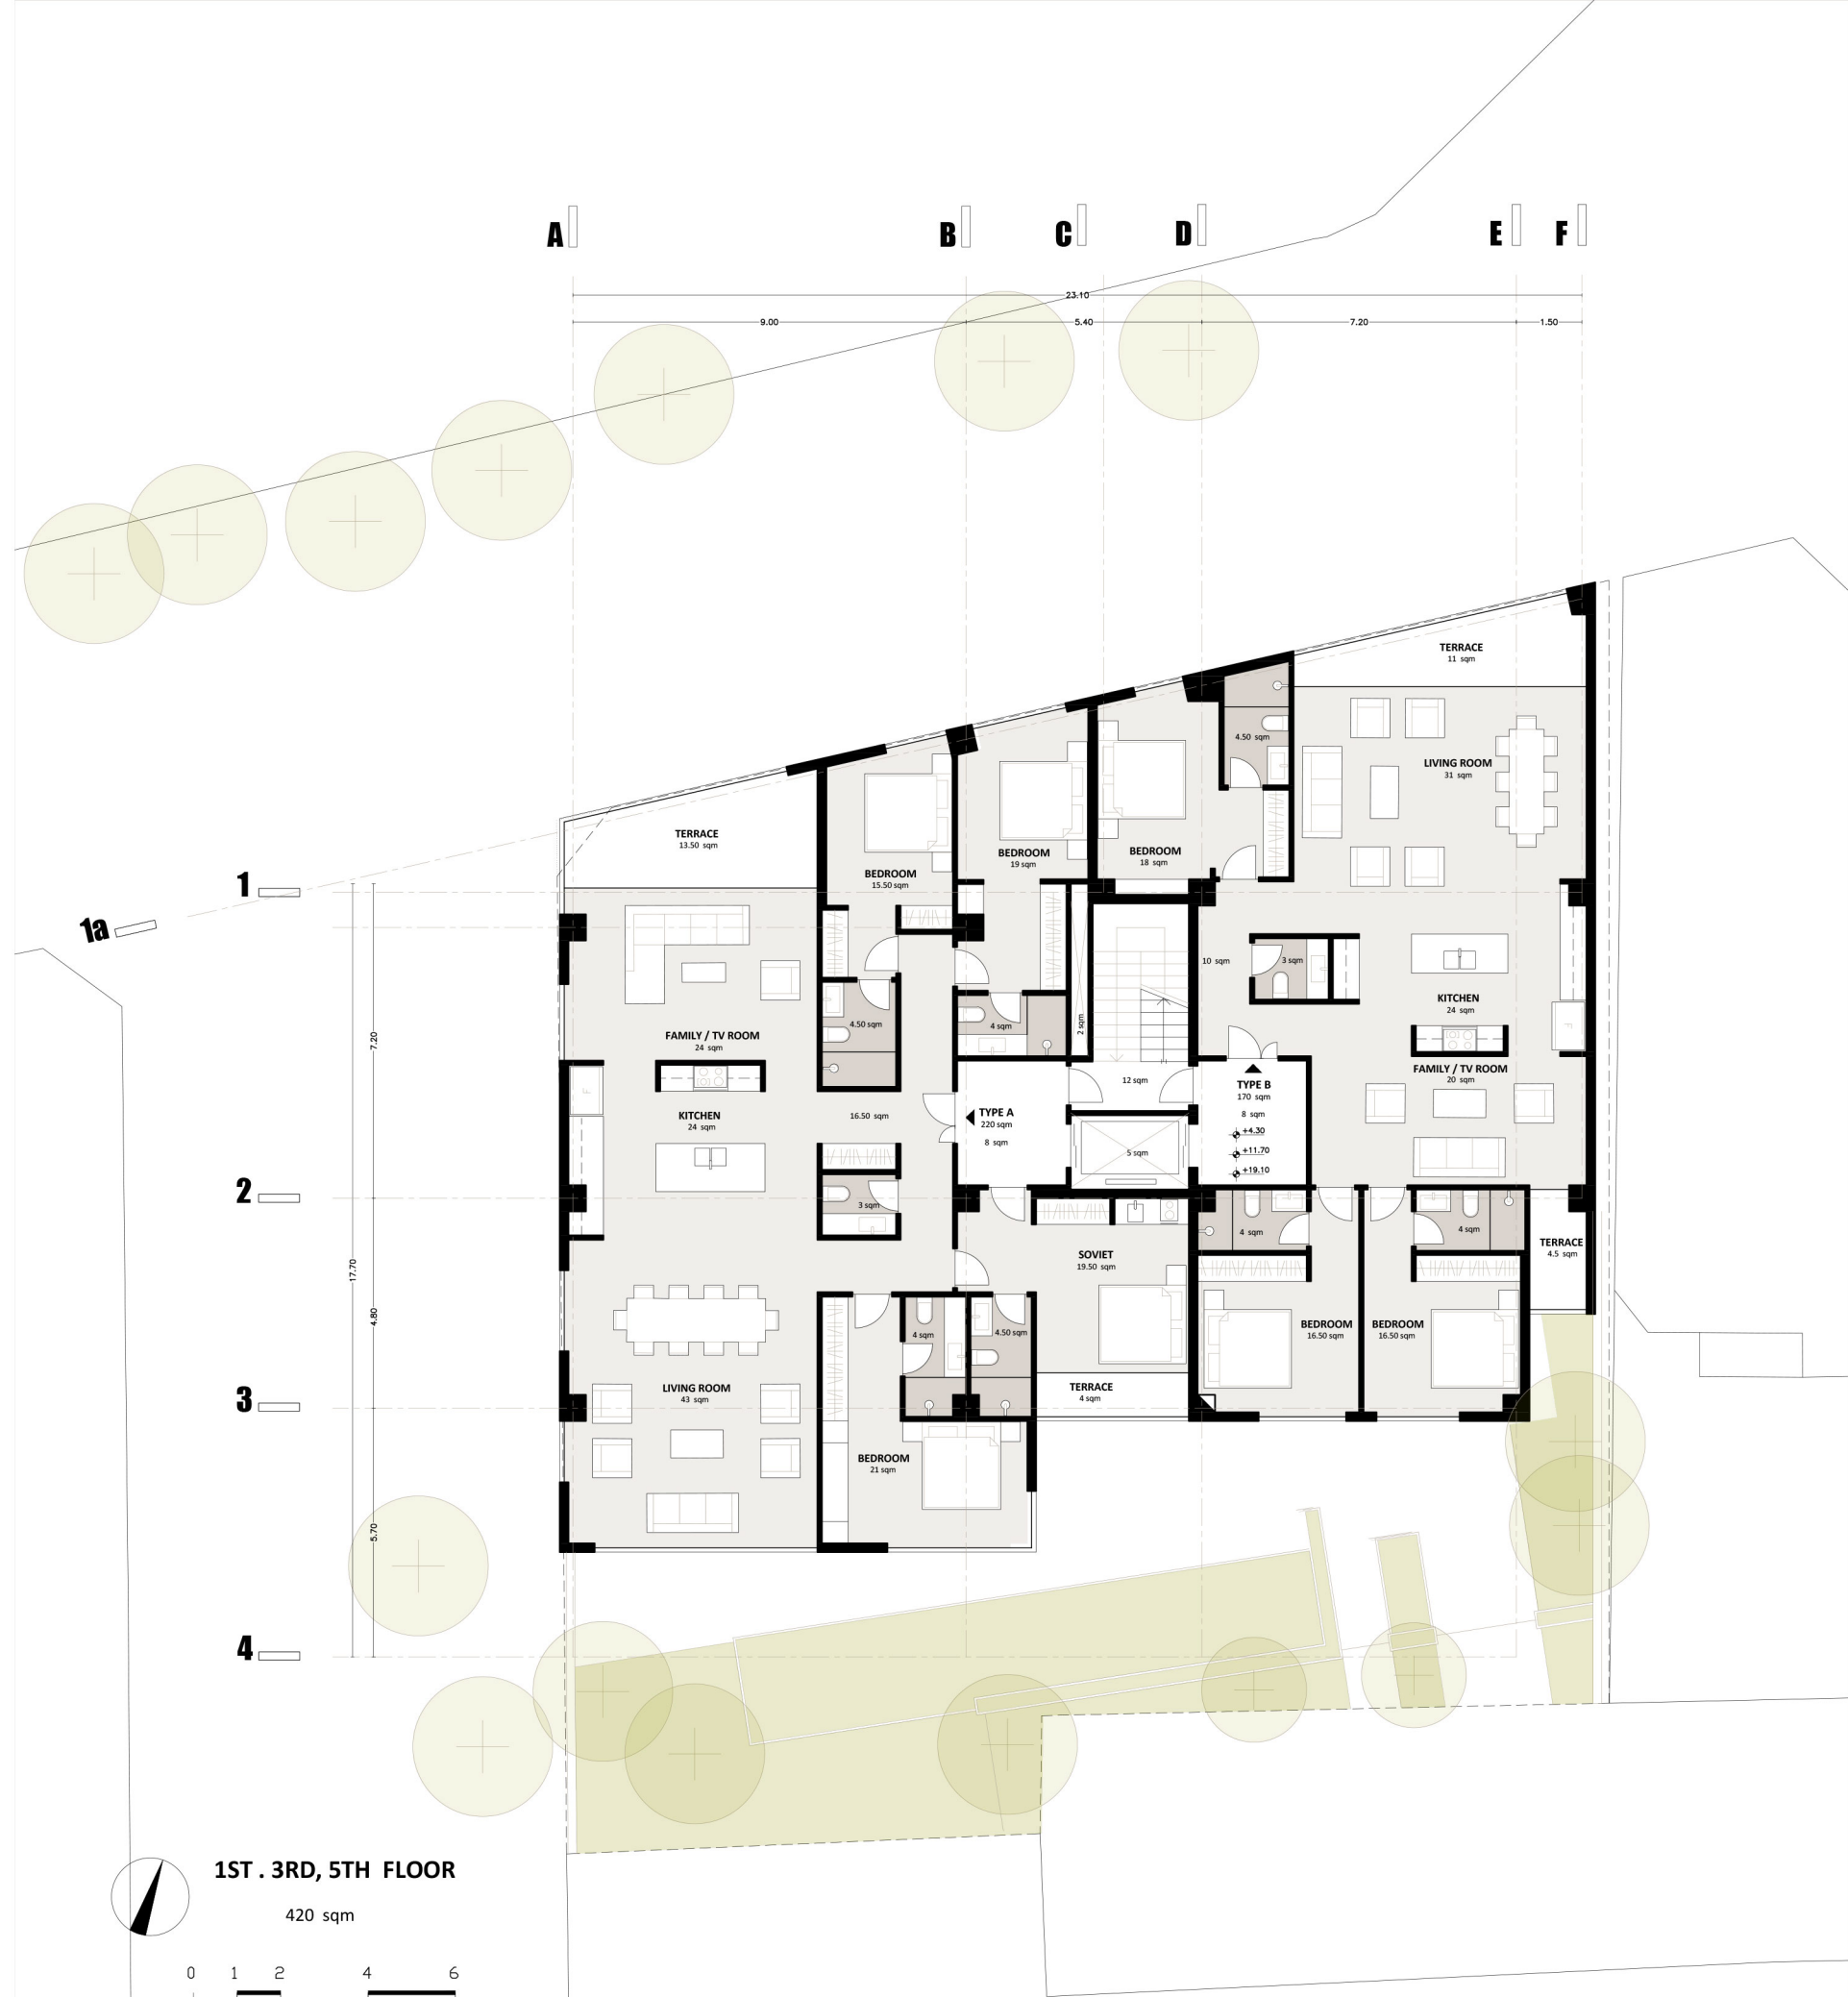 A
B
C
D
E
F
23.10
9.00
5.40
7.20
1.50
TERRACE
11 sqm
4.50 sqm
LIVING ROOM
31 sqm
TERRACE
13.50 sqm
BEDROOM
15.50 sqm
BEDROOM
19 sqm
BEDROOM
18 sqm
1
1a
10 sqm
3 sqm
KITCHEN
24 sqm
FAMILY / TV ROOM
24 sqm
4.50 sqm
4 sqm
2 sqm
F
7.20
12 sqm
FAMILY / TV ROOM
20 sqm
F
KITCHEN
24 sqm
16.50 sqm
TYPE A
220 sqm
8 sqm
5 sqm
TYPE B
170 sqm
8 sqm
+4.30
+11.70
+19.10
2
3 sqm
4 sqm
4 sqm
SOVIET
19.50 sqm
TERRACE
4.5 sqm
17.70
4.80
4 sqm
4.50 sqm
BEDROOM
16.50 sqm
BEDROOM
16.50 sqm
3
LIVING ROOM
43 sqm
TERRACE
4 sqm
BEDROOM
21 sqm
5.70
4
1ST . 3RD, 5TH FLOOR
420 sqm
0 1 2 4 6